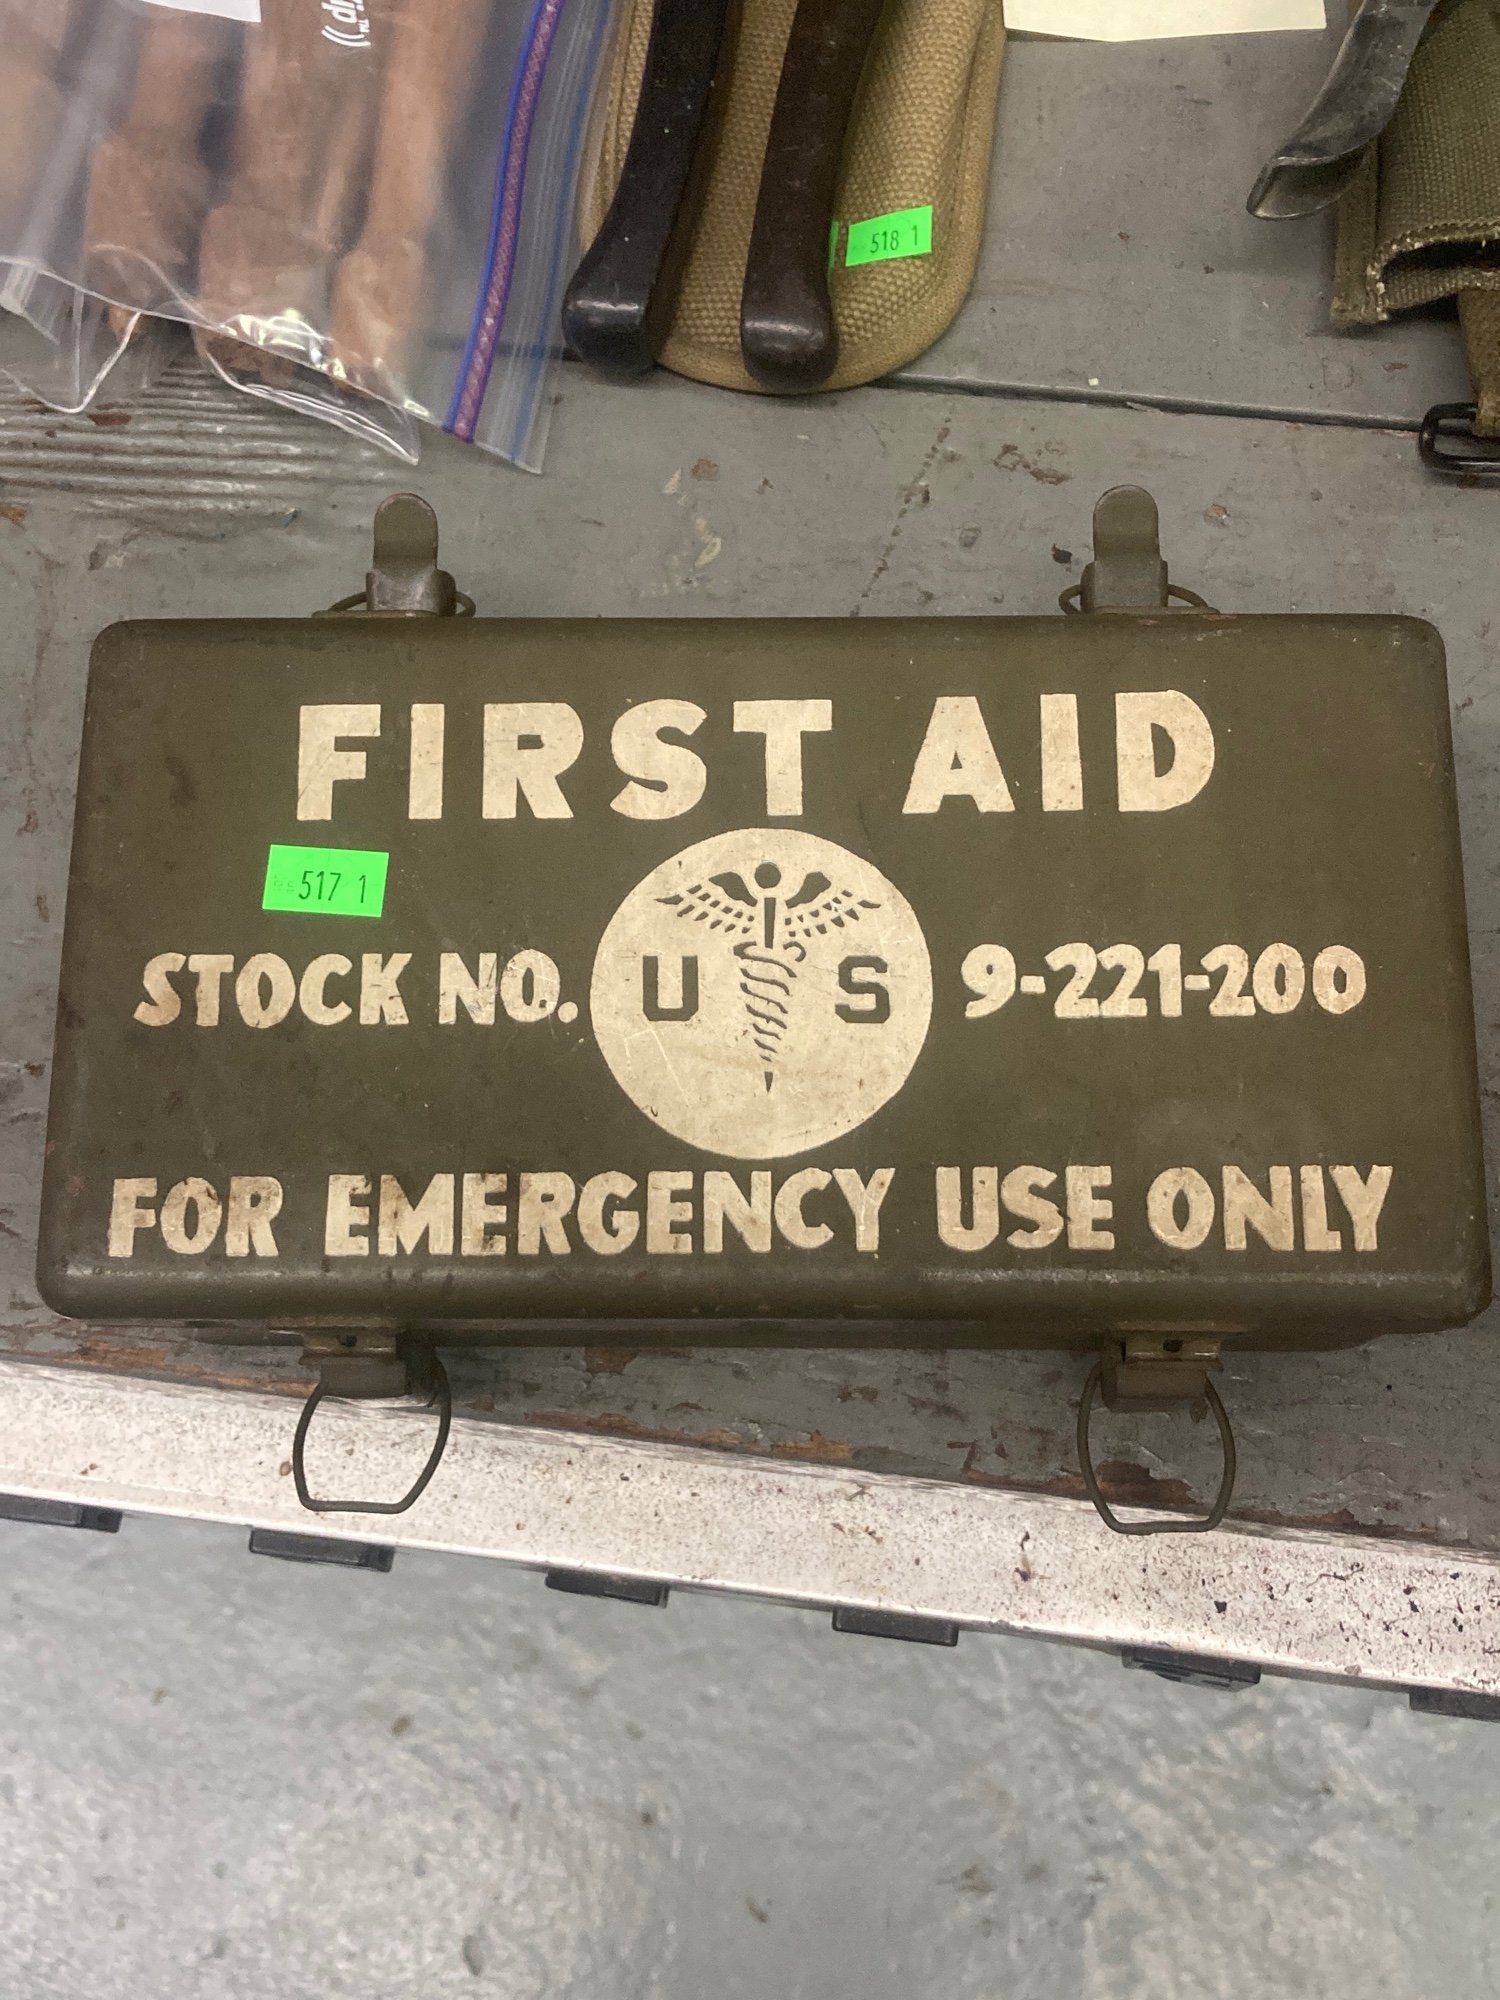 518 1
FIRST AID
517 1
STOCK NO. U S 9-221-200
FOR EMERGENCY USE ONLY